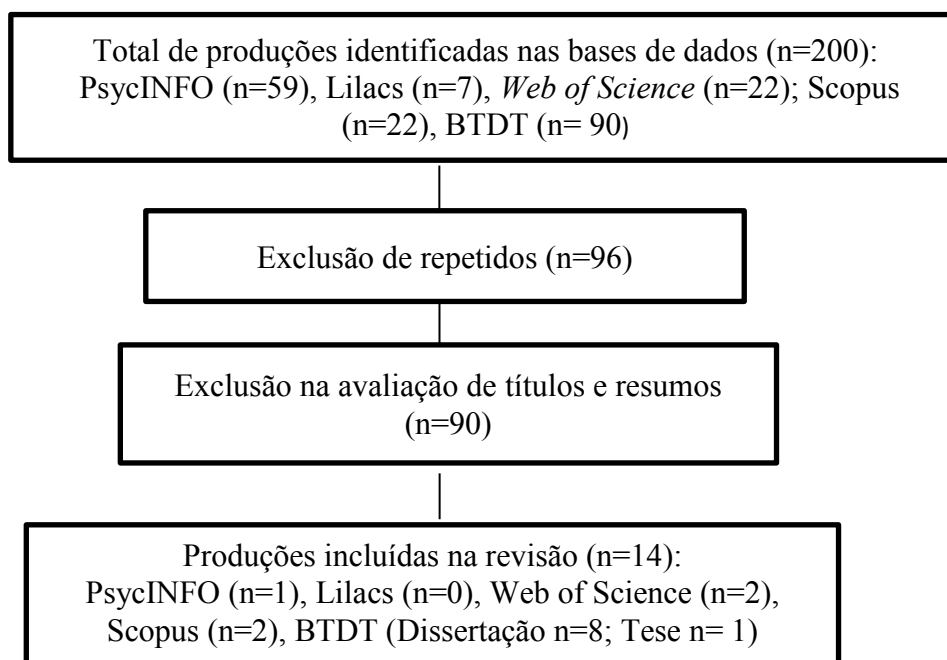 Total de produções identificadas nas bases de dados (n=200):
PsycINFO (n=59), Lilacs (n=7), Web of Science (n=22); Scopus
(n=22), BTDT (n= 90)
Exclusão de repetidos (n=96)
Exclusão na avaliação de títulos e resumos
(n=90)
Produções incluídas na revisão (n=14):
PsycINFO (n=1), Lilacs (n=0), Web of Science (n=2),
Scopus (n=2), BTDT (Dissertação n=8; Tese n= 1)